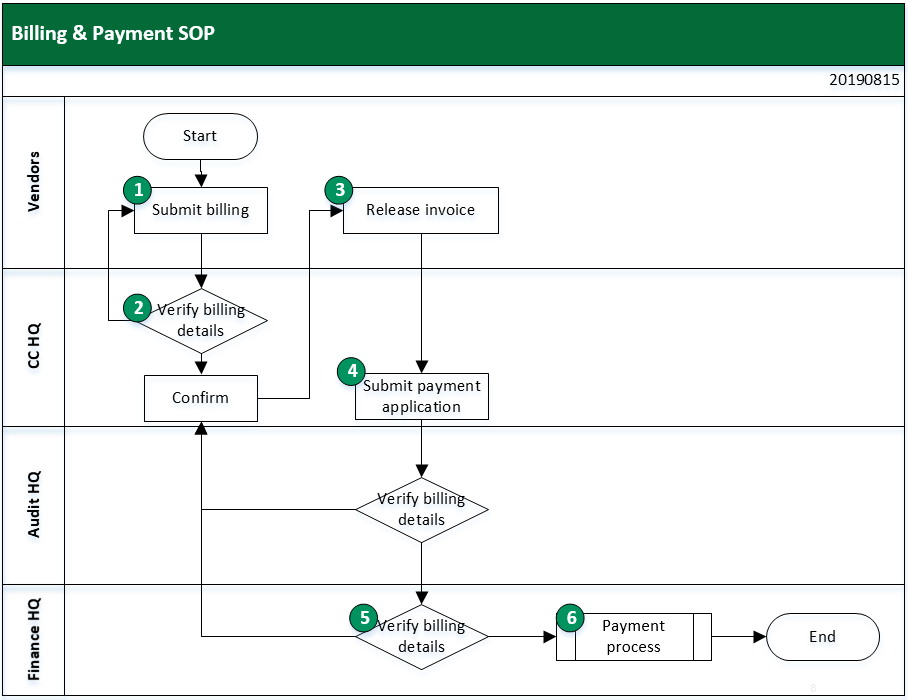 Billing & Payment SOP
20190815
Vendors
Start
1
Submit billing
3
Release invoice
CC HQ
2
Verify billing
details
Confirm
4
Submit payment
application
Audit HQ
Verify billing
details
Finance HQ
5
Verify billing
details
6
Payment
process
End